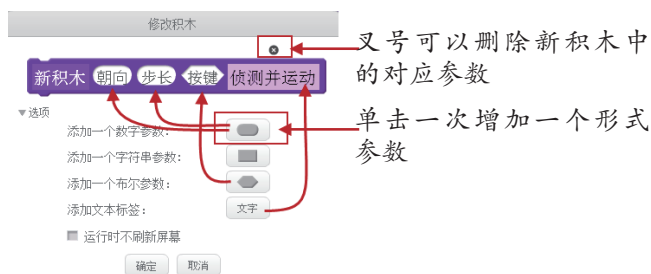 修改积木
叉号可以删除新积木中
的对应参数
新积木 朝向 步长 按键 侦测并运动
▼选项
单击一次增加一个形式
参数
添加一个数字参数：
添加一个字符串参数：
添加一个布尔参数：
添加文本标签： 文字
运行时不刷新屏幕
确定 取消